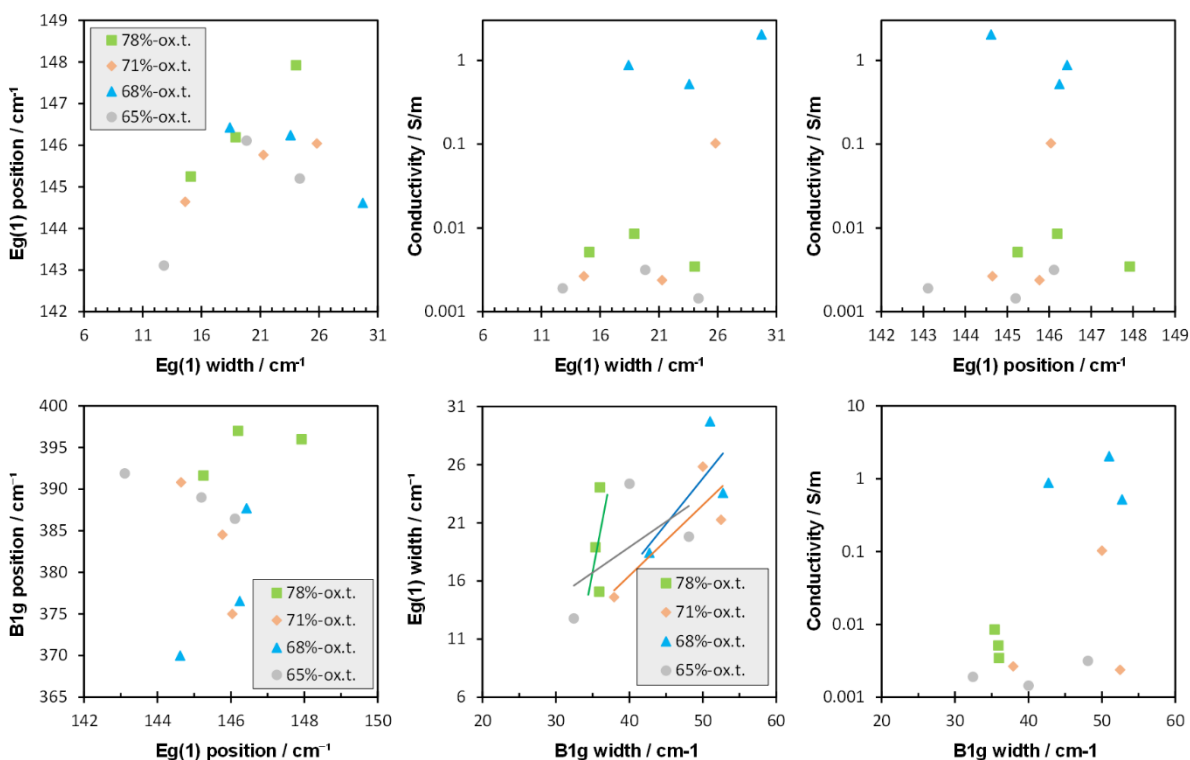 149
148
147
146
145
144
143
142
6
11
16
21
26
31
Eg(1) position / cm⁻¹
Eg(1) width / cm⁻¹
78%-ox.t.
71%-ox.t.
68%-ox.t.
65%-ox.t.
1
0.1
0.01
0.001
6
11
16
21
26
31
Conductivity / S/m
Eg(1) width / cm⁻¹
1
0.1
0.01
0.001
142
143
144
145
146
147
148
149
Conductivity / S/m
Eg(1) position / cm⁻¹
400
395
390
385
380
375
370
365
142
144
146
148
150
B1g position / cm⁻¹
Eg(1) position / cm⁻¹
78%-ox.t.
71%-ox.t.
68%-ox.t.
65%-ox.t.
31
26
21
16
11
6
20
30
40
50
60
Eg(1) width / cm⁻¹
B1g width / cm-1
78%-ox.t.
71%-ox.t.
68%-ox.t.
65%-ox.t.
10
1
0.1
0.01
0.001
20
30
40
50
60
Conductivity / S/m
B1g width / cm-1